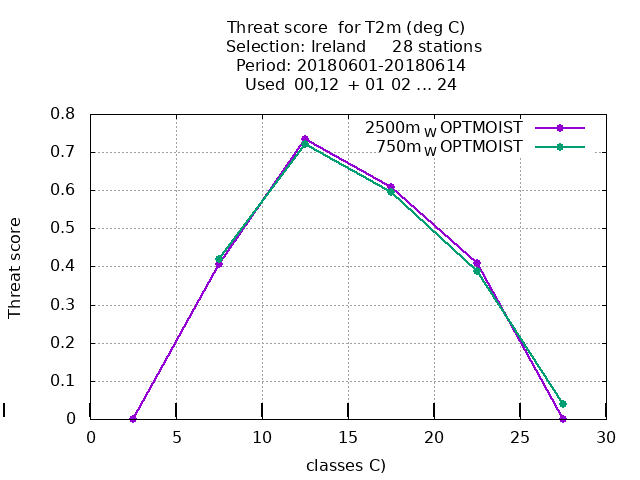 Threat score for T2m (deg C)
Selection: Ireland 28 stations
Period: 20180601-20180614
Used 00,12 + 01 02 ... 24
2500m W OPTMOIST
750m W OPTMOIST
Threat score
0.8
0.7
0.6
0.5
0.4
0.3
0.2
0.1
0
0 5 10 15 20 25 30
classes C)